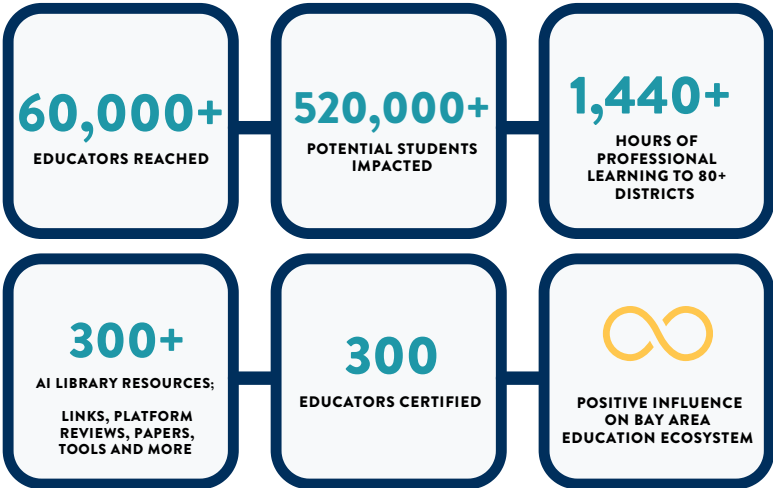 60,000+
EDUCATORS REACHED
520,000+
POTENTIAL STUDENTS
IMPACTED
1,440+
HOURS OF
PROFESSIONAL
LEARNING TO 80+
DISTRICTS
300+
AI LIBRARY RESOURCES;
LINKS, PLATFORM
REVIEWS, PAPERS,
TOOLS AND MORE
300
EDUCATORS CERTIFIED
POSITIVE INFLUENCE
ON BAY AREA
EDUCATION ECOSYSTEM